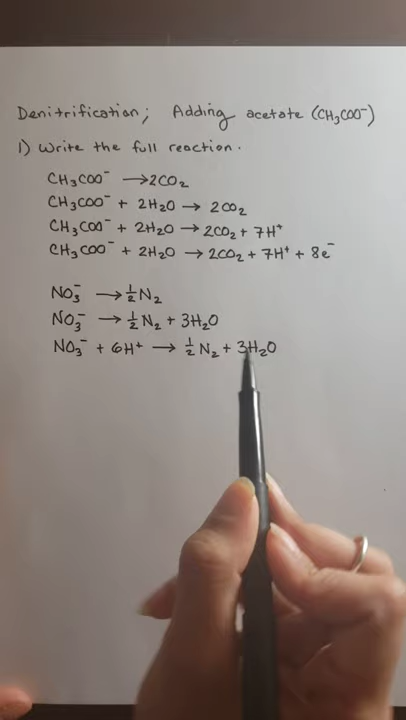 Denitrification; Adding acetate (CH₃COO⁻)
1) Write the full reaction.
CH₃COO⁻ → 2CO₂
CH₃COO⁻ + 2H₂O → 2CO₂
CH₃COO⁻ + 2H₂O → 2CO₂ + 7H⁺
CH₃COO⁻ + 2H₂O → 2CO₂ + 7H⁺ + 8e⁻
NO₃⁻ → ½N₂
NO₃⁻ → ½N₂ + 3H₂O
NO₃⁻ + 6H⁺ → ½N₂ + 3H₂O